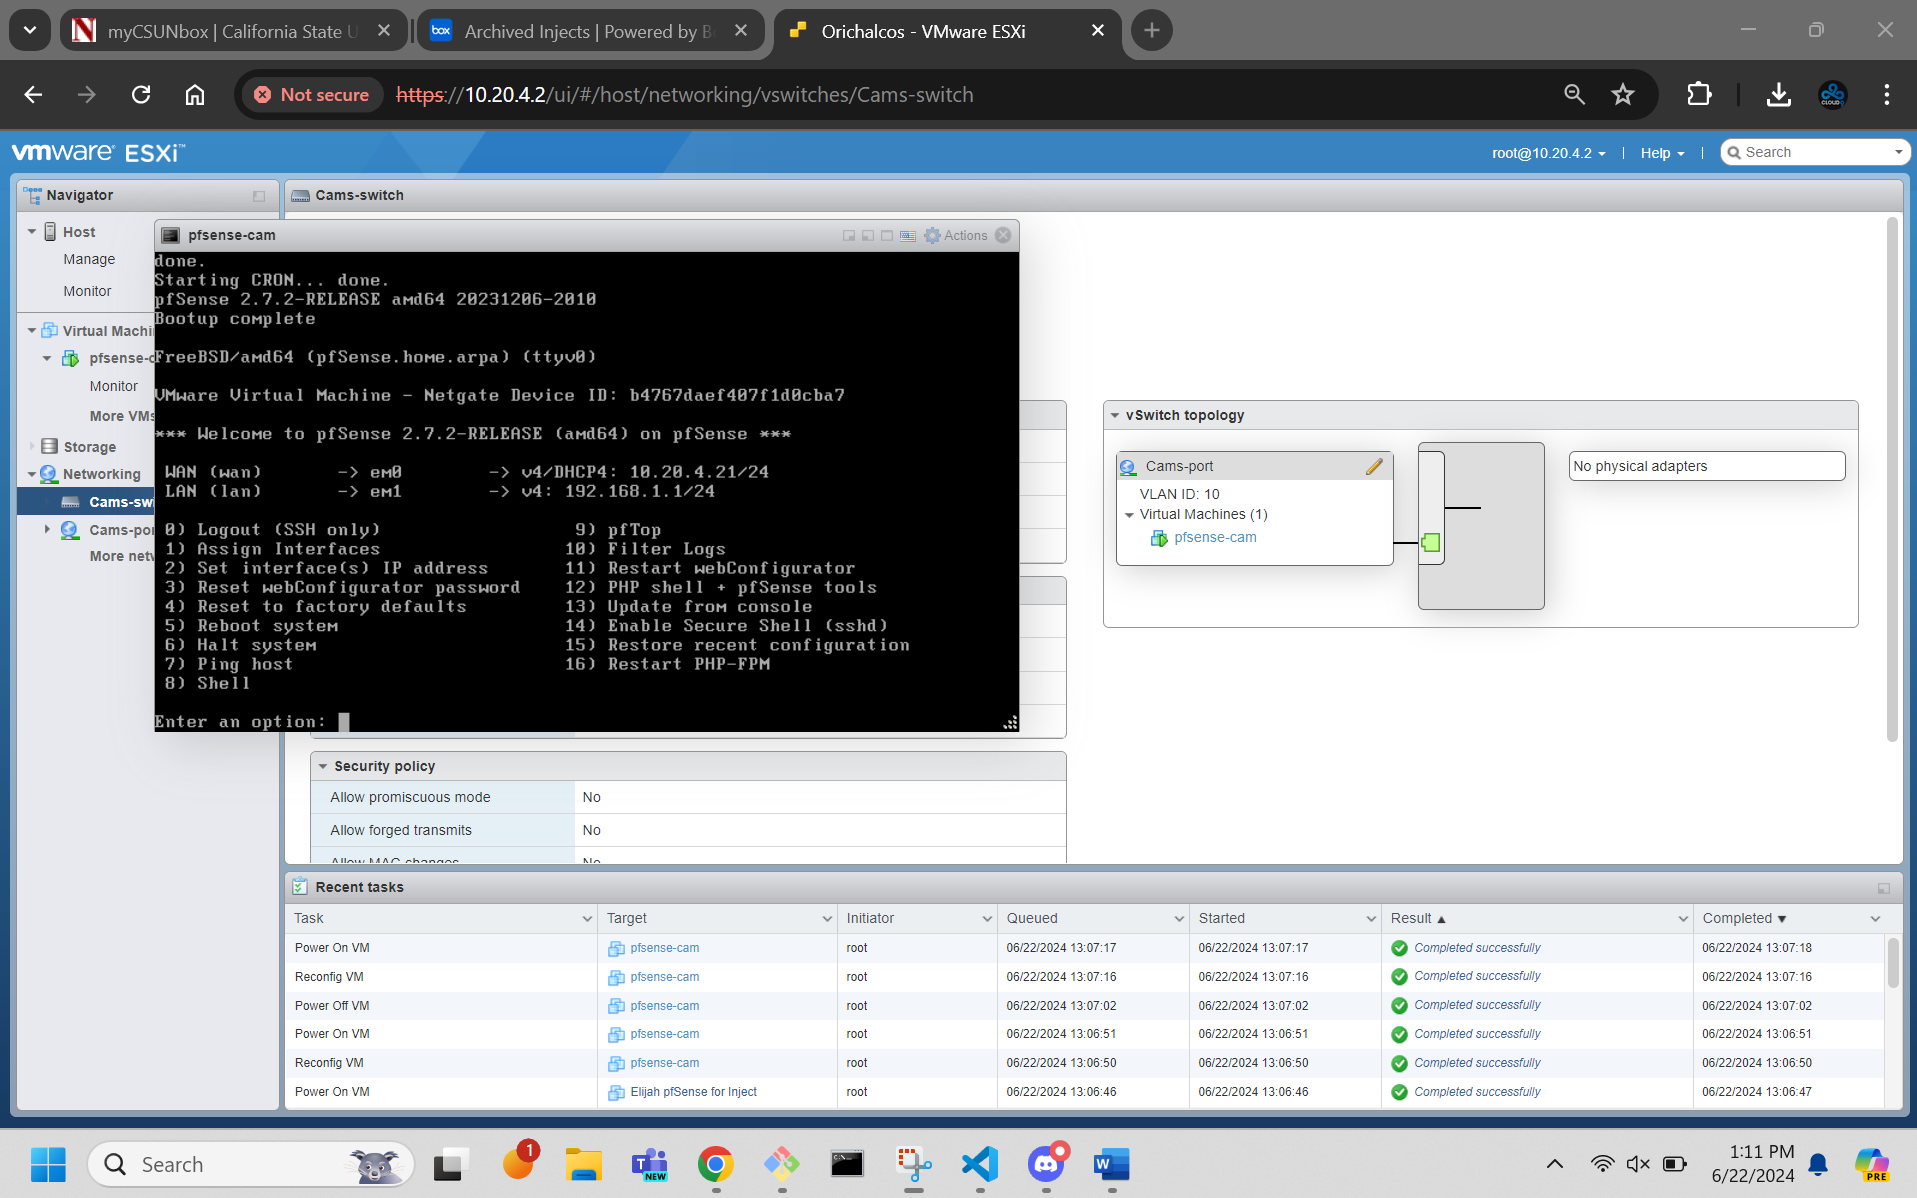 myCSUNbox | California State U
Archived Injects | Powered by B
Orichalcos - VMware ESXi
Not secure
https://10.20.4.2/ui/#/host/networking/vswitches/Cams-switch
vmware ESXi™
root@10.20.4.2
Help
Search
Navigator
Cams-switch
Host
Manage
Monitor
Virtual Machi
pfsense-c
Monitor
More VMs
Storage
Networking
Cams-sw
Cams-por
More netw
pfsense-cam
Actions
done.
Starting CRON... done.
pfSense 2.7.2-RELEASE amd64 20231206-2010
Bootup complete
FreeBSD/amd64 (pfSense.home.arpa) (ttyv0)
VMware Virtual Machine - Netgate Device ID: b4767daef407f1d0cba7
*** Welcome to pfSense 2.7.2-RELEASE (amd64) on pfSense ***
WAN (wan) -> em0 -> v4/DHCP4: 10.20.4.21/24
LAN (lan) -> em1 -> v4: 192.168.1.1/24
0) Logout (SSH only) 9) pfTop
1) Assign Interfaces 10) Filter Logs
2) Set interface(s) IP address 11) Restart webConfigurator
3) Reset webConfigurator password 12) PHP shell + pfSense tools
4) Reset to factory defaults 13) Update from console
5) Reboot system 14) Enable Secure Shell (sshd)
6) Halt system 15) Restore recent configuration
7) Ping host 16) Restart PHP-FPM
8) Shell
Enter an option:
vSwitch topology
Cams-port
VLAN ID: 10
Virtual Machines (1)
pfsense-cam
No physical adapters
Security policy
Allow promiscuous mode No
Allow forged transmits No
Allow MAC changes No
Recent tasks
Task Target Initiator Queued Started Result Completed
Power On VM pfsense-cam root 06/22/2024 13:07:17 06/22/2024 13:07:17 Completed successfully 06/22/2024 13:07:18
Reconfig VM pfsense-cam root 06/22/2024 13:07:16 06/22/2024 13:07:16 Completed successfully 06/22/2024 13:07:16
Power Off VM pfsense-cam root 06/22/2024 13:07:02 06/22/2024 13:07:02 Completed successfully 06/22/2024 13:07:02
Power On VM pfsense-cam root 06/22/2024 13:06:51 06/22/2024 13:06:51 Completed successfully 06/22/2024 13:06:51
Reconfig VM pfsense-cam root 06/22/2024 13:06:50 06/22/2024 13:06:50 Completed successfully 06/22/2024 13:06:50
Power On VM Elijah pfSense for Inject root 06/22/2024 13:06:46 06/22/2024 13:06:46 Completed successfully 06/22/2024 13:06:47
Search
1
NEW
1:11 PM
6/22/2024
PRE